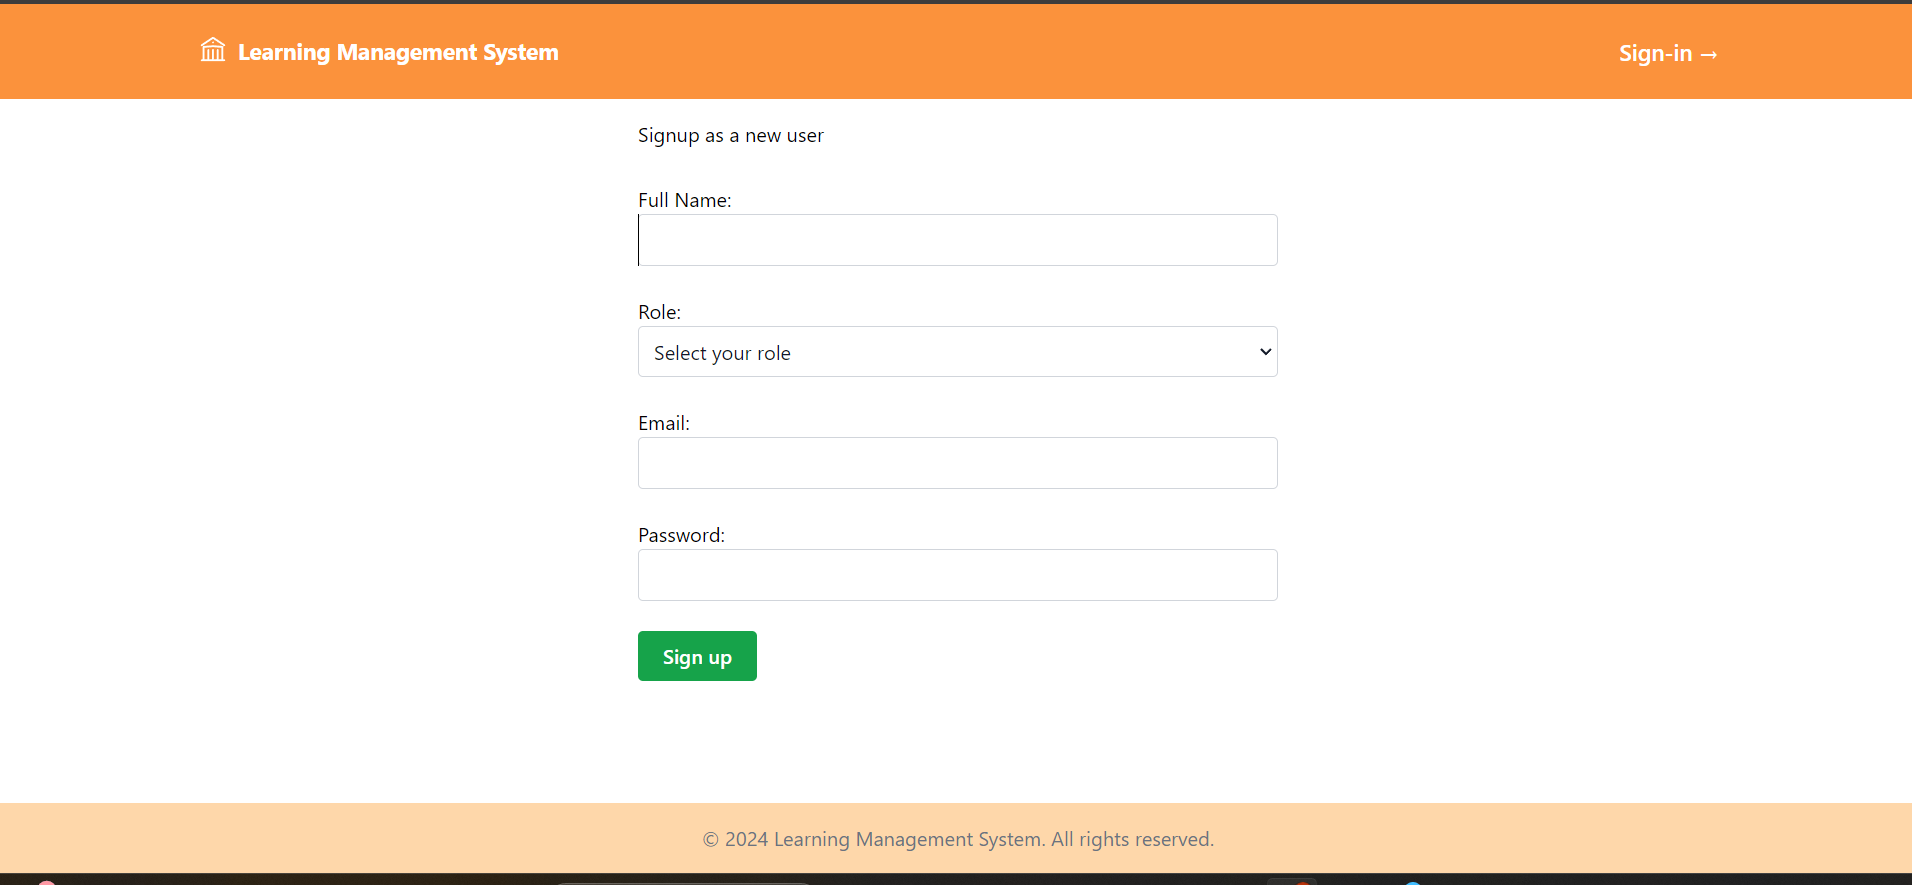 Learning Management System
Sign-in →
Signup as a new user
Full Name:
Role:
Select your role
Email:
Password:
Sign up
© 2024 Learning Management System. All rights reserved.